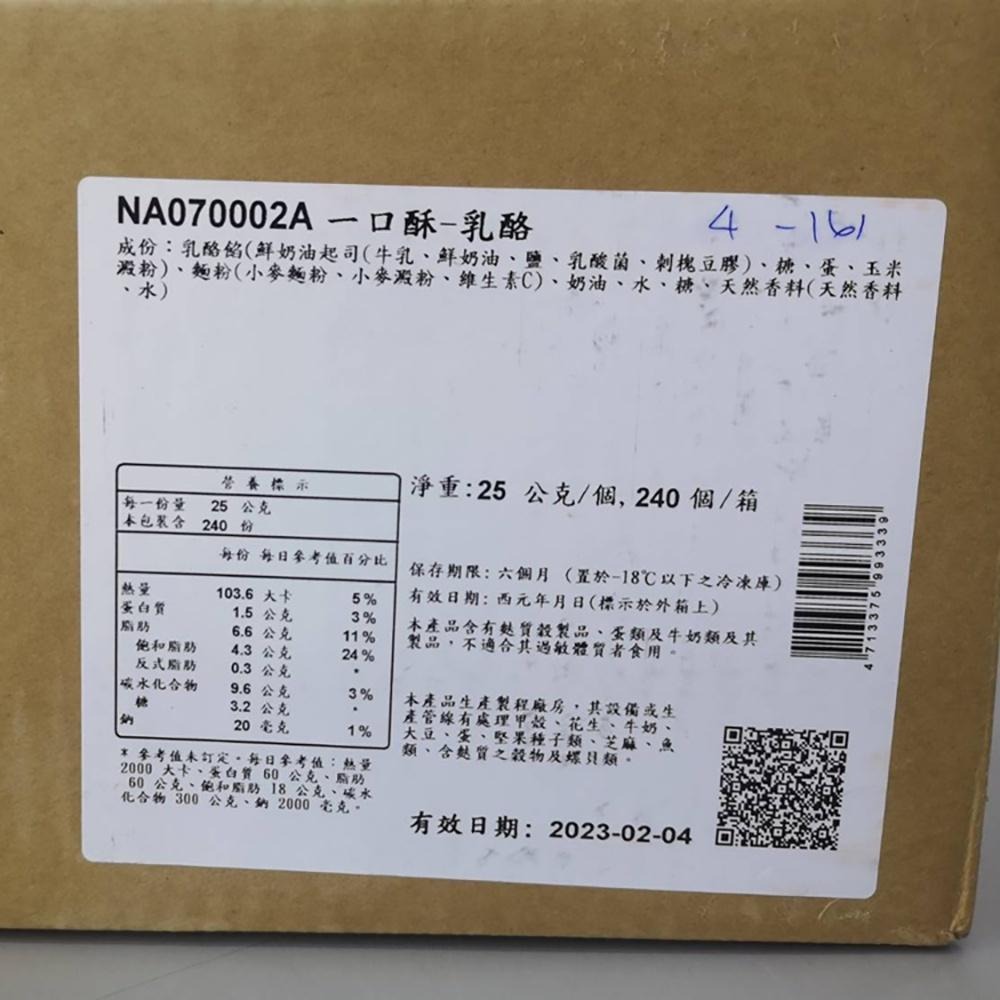 NA070002A 一口酥-乳酪
4 -161
成份：乳酪餡(鮮奶油起司(牛乳、鮮奶油、鹽、乳酸菌、刺槐豆膠)、糖、蛋、玉米
澱粉)、麵粉(小麥麵粉、小麥澱粉、維生素C)、奶油、水、糖、天然香料(天然香料
、水)
營養標示
每一份量 25 公克
本包裝含 240 份
每份 每日參考值百分比
熱量 103.6 大卡 5%
蛋白質 1.5 公克 3%
脂肪 6.6 公克 11%
飽和脂肪 4.3 公克 24%
反式脂肪 0.3 公克 *
碳水化合物 9.6 公克 3%
糖 3.2 公克 *
鈉 20 毫克 1%
* 參考值未訂定。每日參考值：熱量
2000 大卡、蛋白質 60 公克、脂肪
60 公克、飽和脂肪 18 公克、碳水
化合物 300 公克、鈉 2000 毫克。
淨重:25 公克/個, 240 個/箱
保存期限: 六個月 (置於-18℃以下之冷凍庫)
有效日期: 西元年月日(標示於外箱上)
本產品含有麩質穀製品、蛋類及牛奶類及其
製品，不適合其過敏體質者食用。
本產品生產製程廠房，其設備或生
產管線有處理甲殼、花生、牛奶、
大豆、蛋、堅果種子類、芝麻、魚
類、含麩質之穀物及螺貝類。
有效日期: 2023-02-04
4713375993339